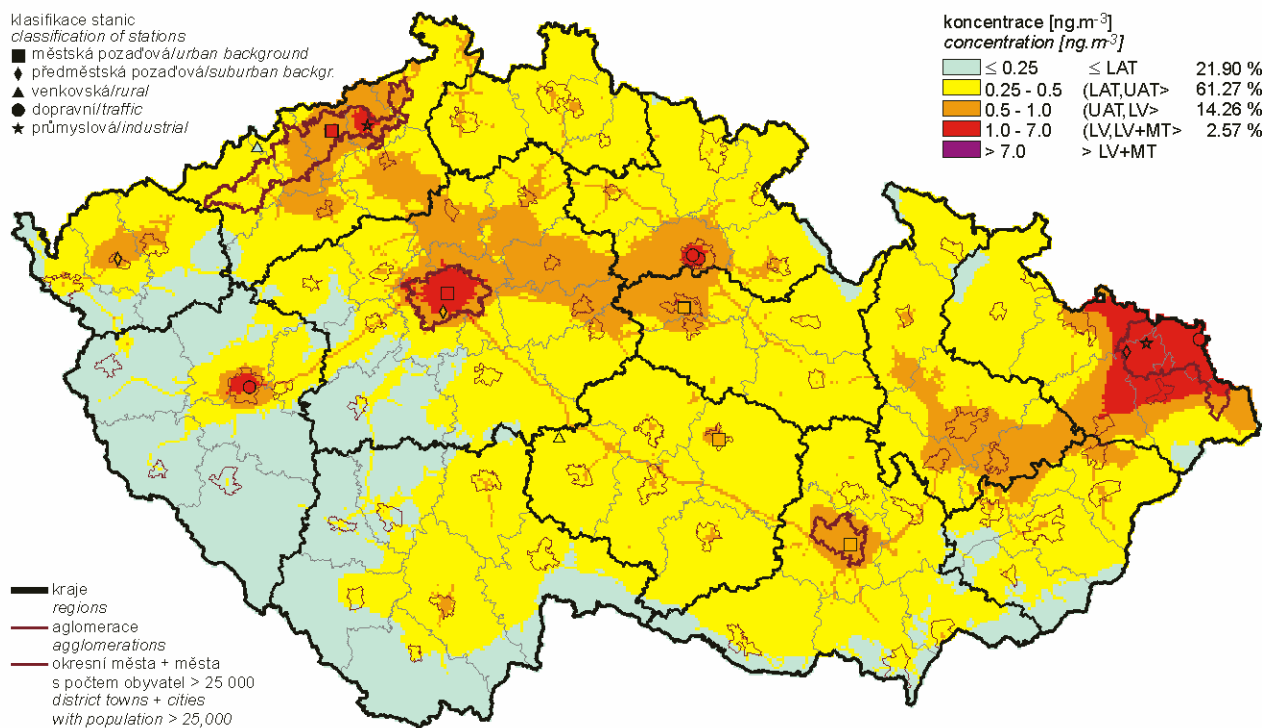 klasifikace stanic
classification of stations
městská pozaďová/urban background
předměstská pozaďová/suburban backgr.
venkovská/rural
dopravní/traffic
průmyslová/industrial
koncentrace [ng.m-3]
concentration [ng.m-3]
≤ 0.25 ≤ LAT 21.90 %
0.25 - 0.5 (LAT,UAT> 61.27 %
0.5 - 1.0 (UAT,LV> 14.26 %
1.0 - 7.0 (LV,LV+MT> 2.57 %
> 7.0 > LV+MT
kraje
regions
aglomerace
agglomerations
okresní města + města
s počtem obyvatel > 25 000
district towns + cities
with population > 25,000